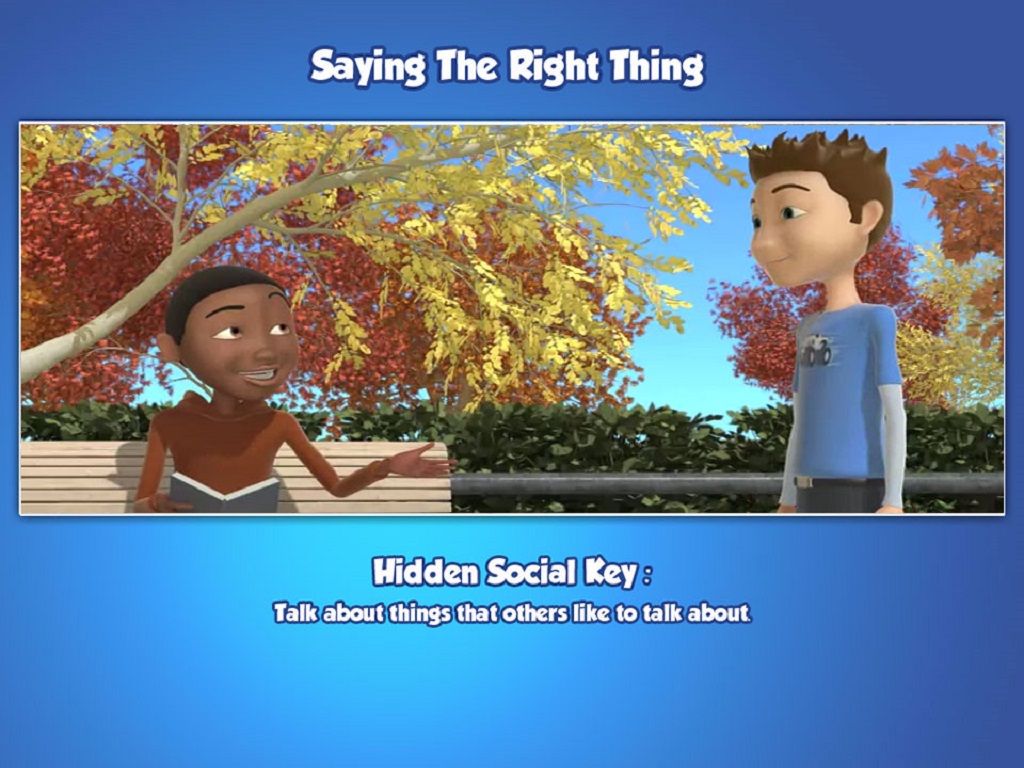 Saying The Right Thing
Hidden Social Key :
Talk about things that others like to talk about.